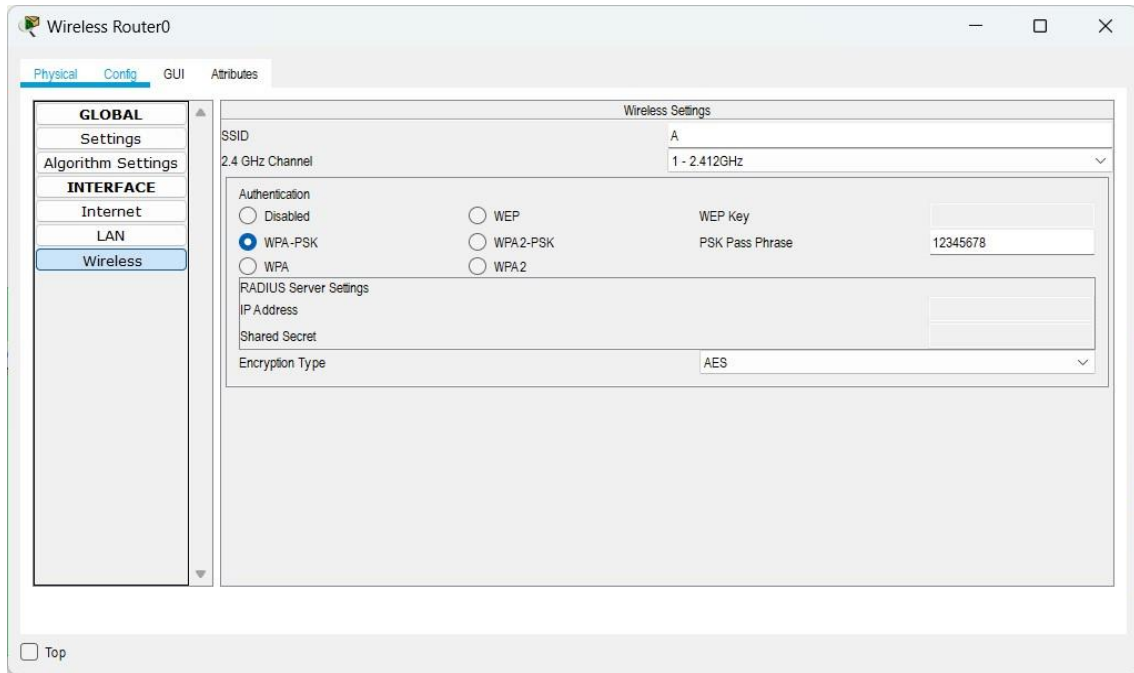 Wireless Router0
Physical Config GUI Attributes
GLOBAL
Settings
Algorithm Settings
INTERFACE
Internet
LAN
Wireless
Wireless Settings
SSID A
2.4 GHz Channel 1 - 2.412GHz
Authentication
Disabled WEP WEP Key
WPA-PSK WPA2-PSK PSK Pass Phrase 12345678
WPA WPA2
RADIUS Server Settings
IP Address
Shared Secret
Encryption Type AES
Top